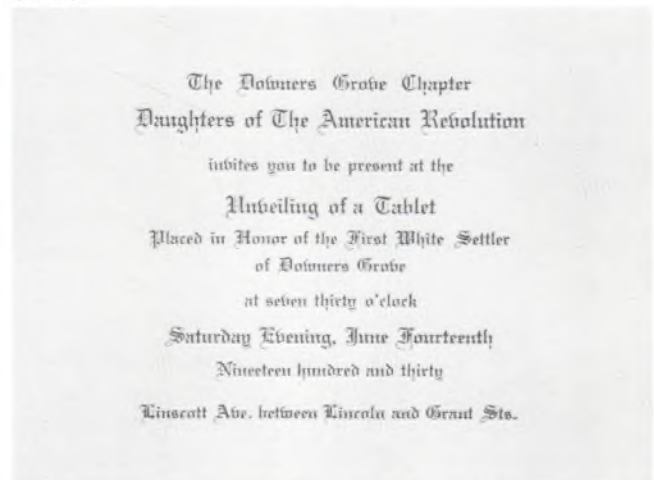 The Downers Grove Chapter
Daughters of The American Revolution
invites you to be present at the
Unveiling of a Tablet
Placed in Honor of the First White Settler
of Downers Grove
at seven thirty o'clock
Saturday Evening, June Fourteenth
Nineteen hundred and thirty
Linscott Ave. between Lincoln and Grant Sts.